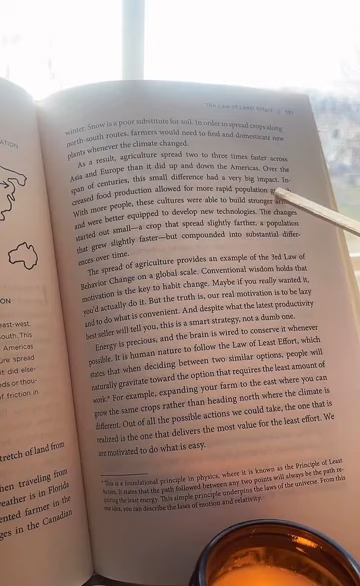 The Law of Least Effort | 151
ATION
winter. Snow is a poor substitute for soil. In order to spread crops along
north-south routes, farmers would need to find and domesticate new
plants whenever the climate changed.
As a result, agriculture spread two to three times faster across
Asia and Europe than it did up and down the Americas. Over the
span of centuries, this small difference had a very big impact. In-
creased food production allowed for more rapid population
With more people, these cultures were able to build stronger
and were better equipped to develop new technologies. The changes
started out small—a crop that spread slightly farther, a population
that grew slightly faster—but compounded into substantial differ-
ences over time.
The spread of agriculture provides an example of the 3rd Law of
Behavior Change on a global scale. Conventional wisdom holds that
motivation is the key to habit change. Maybe if you really wanted it,
you'd actually do it. But the truth is, our real motivation is to be lazy
and to do what is convenient. And despite what the latest productivity
best seller will tell you, this is a smart strategy, not a dumb one.
Energy is precious, and the brain is wired to conserve it whenever
possible. It is human nature to follow the Law of Least Effort, which
states that when deciding between two similar options, people will
naturally gravitate toward the option that requires the least amount of
work.* For example, expanding your farm to the east where you can
grow the same crops rather than heading north where the climate is
different. Out of all the possible actions we could take, the one that is
realized is the one that delivers the most value for the least effort. We
are motivated to do what is easy.
* This is a foundational principle in physics, where it is known as the Principle of Least
Action. It states that the path followed between any two points will always be the path re-
quiring the least energy. This simple principle underpins the laws of the universe. From this
one idea, you can describe the laws of motion and relativity.
ON
east-west.
outh. This
Americas
ure spread
t did else-
eds or thou-
of friction in
tretch of land from
hen traveling from
weather is in Florida
ented farmer in the
ges in the Canadian